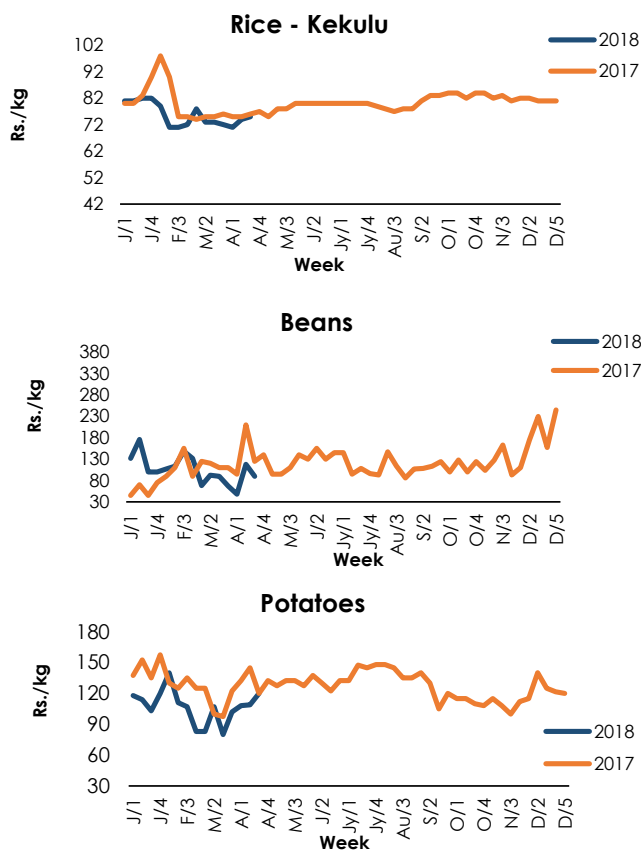 Rice - Kekulu
2018
2017
Rs./kg
102
92
82
72
62
52
42
J/1
J/4
F/3
M/2
A/1
A/4
M/3
J/2
Jy/1
Jy/4
Au/3
S/2
O/1
O/4
N/3
D/2
D/5
Week
Beans
2018
2017
Rs./kg
380
330
280
230
180
130
80
30
J/1
J/4
F/3
M/2
A/1
A/4
M/3
J/2
Jy/1
Jy/4
Au/3
S/2
O/1
O/4
N/3
D/2
D/5
Week
Potatoes
Rs./kg
180
150
120
90
60
30
2018
2017
J/1
J/4
F/3
M/2
A/1
A/4
M/3
J/2
Jy/1
Jy/4
Au/3
S/2
O/1
O/4
N/3
D/2
D/5
Week